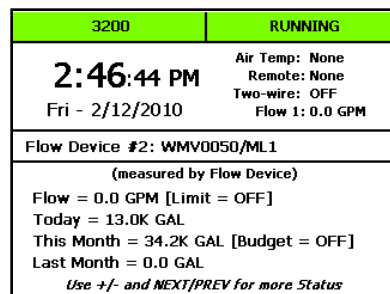 3200 RUNNING
2:46:44 PM
Fri - 2/12/2010
Air Temp: None
Remote: None
Two-wire: OFF
Flow 1: 0.0 GPM
Flow Device #2: WMV0050/ML1
(measured by Flow Device)
Flow = 0.0 GPM [Limit = OFF]
Today = 13.0K GAL
This Month = 34.2K GAL [Budget = OFF]
Last Month = 0.0 GAL
Use +/- and NEXT/PREV for more Status